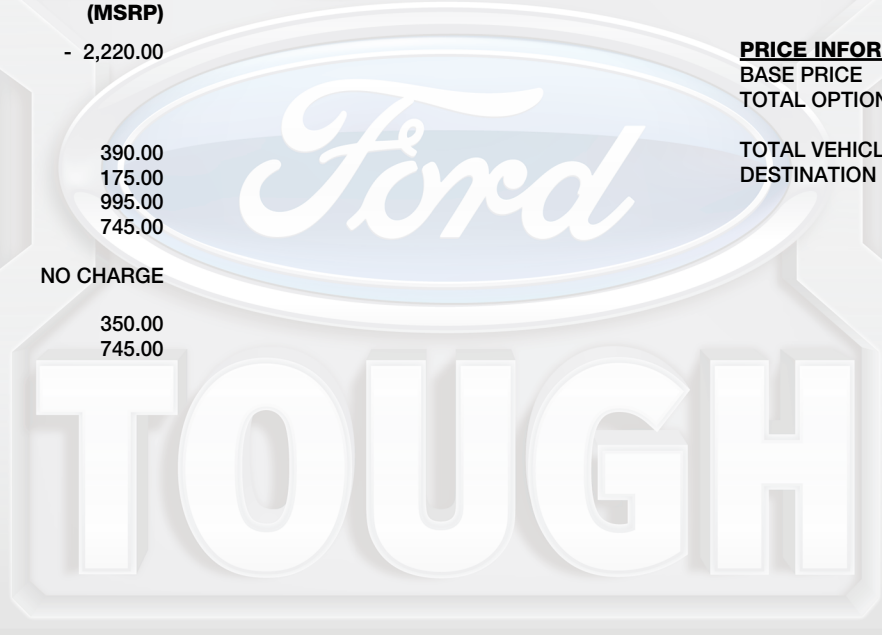 (MSRP)
- 2,220.00
390.00
175.00
995.00
745.00
NO CHARGE
350.00
745.00
PRICE INFOR
BASE PRICE
TOTAL OPTION
TOTAL VEHICL
DESTINATION
Ford
TOUGH